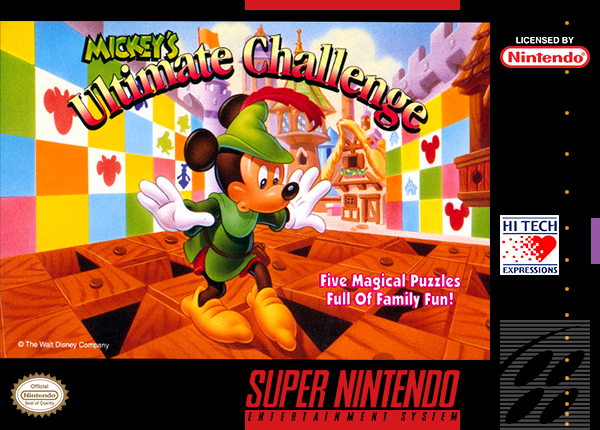 MICKEY'S
Ultimate Challenge
LICENSED BY
Nintendo
HI TECH
EXPRESSIONS
Five Magical Puzzles
Full Of Family Fun!
© The Walt Disney Company
Official
Nintendo
Seal of Quality
SUPER NINTENDO
ENTERTAINMENT SYSTEM